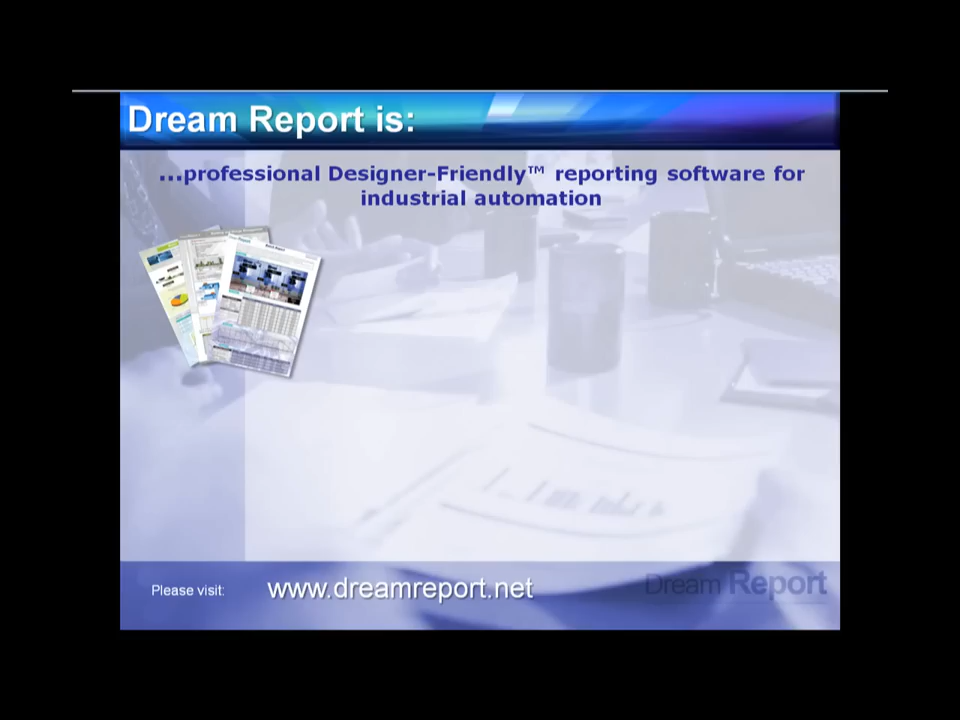 Dream Report is:
...professional Designer-Friendly™ reporting software for
industrial automation
Please visit:
www.dreamreport.net
Dream Report